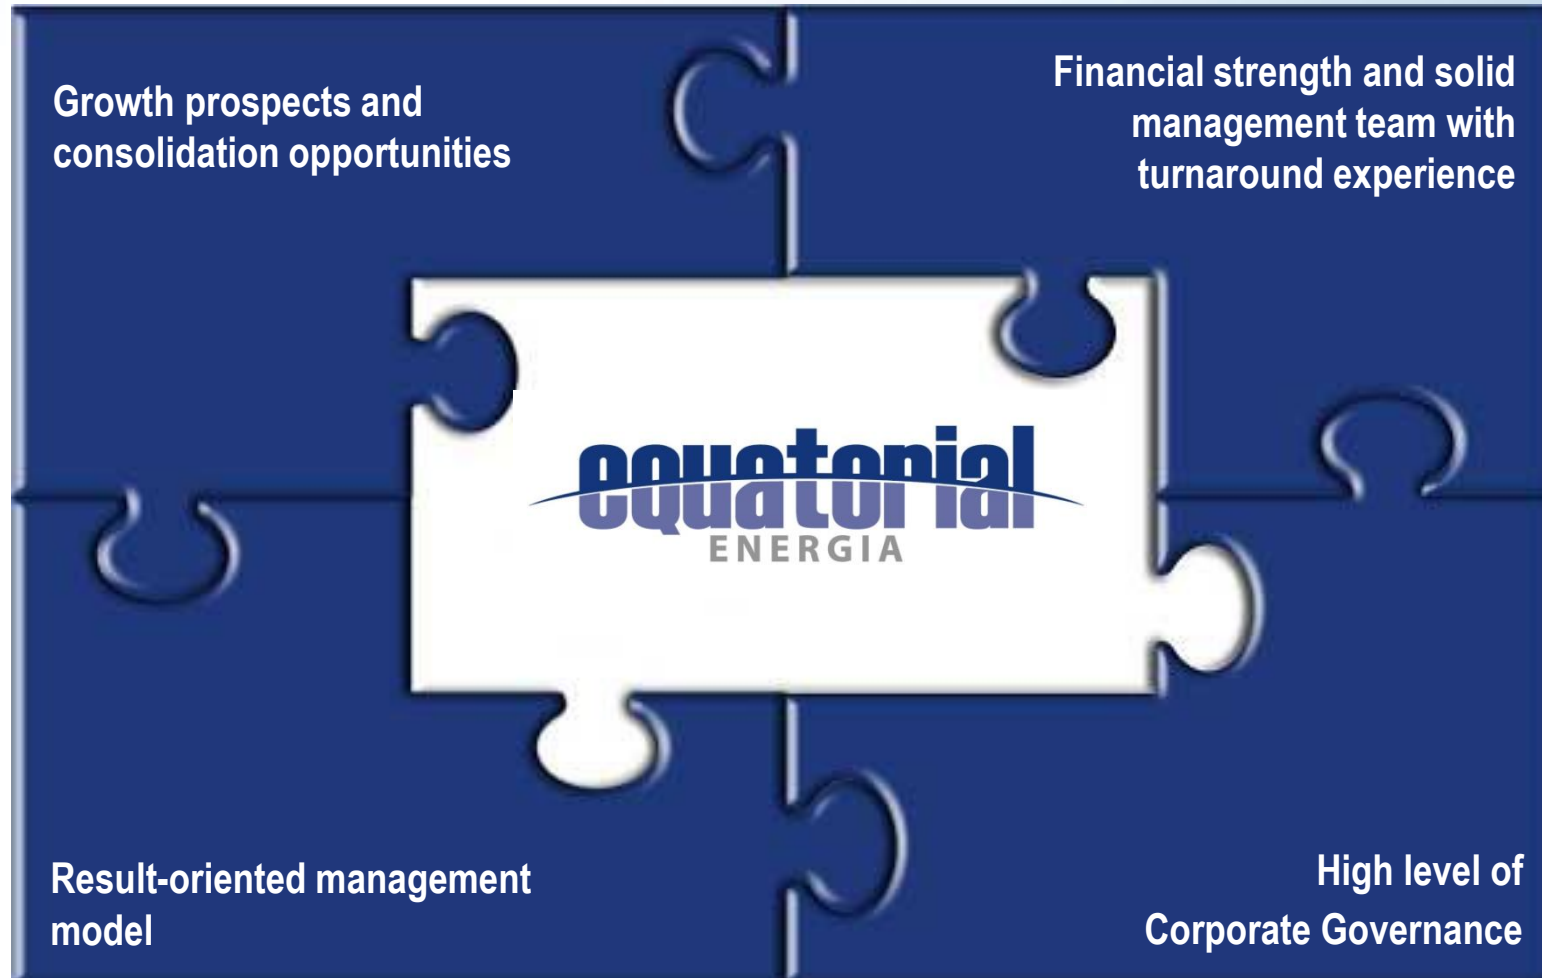 Growth prospects and
consolidation opportunities
Financial strength and solid
management team with
turnaround experience
equatorial
ENERGIA
Result-oriented management
model
High level of
Corporate Governance